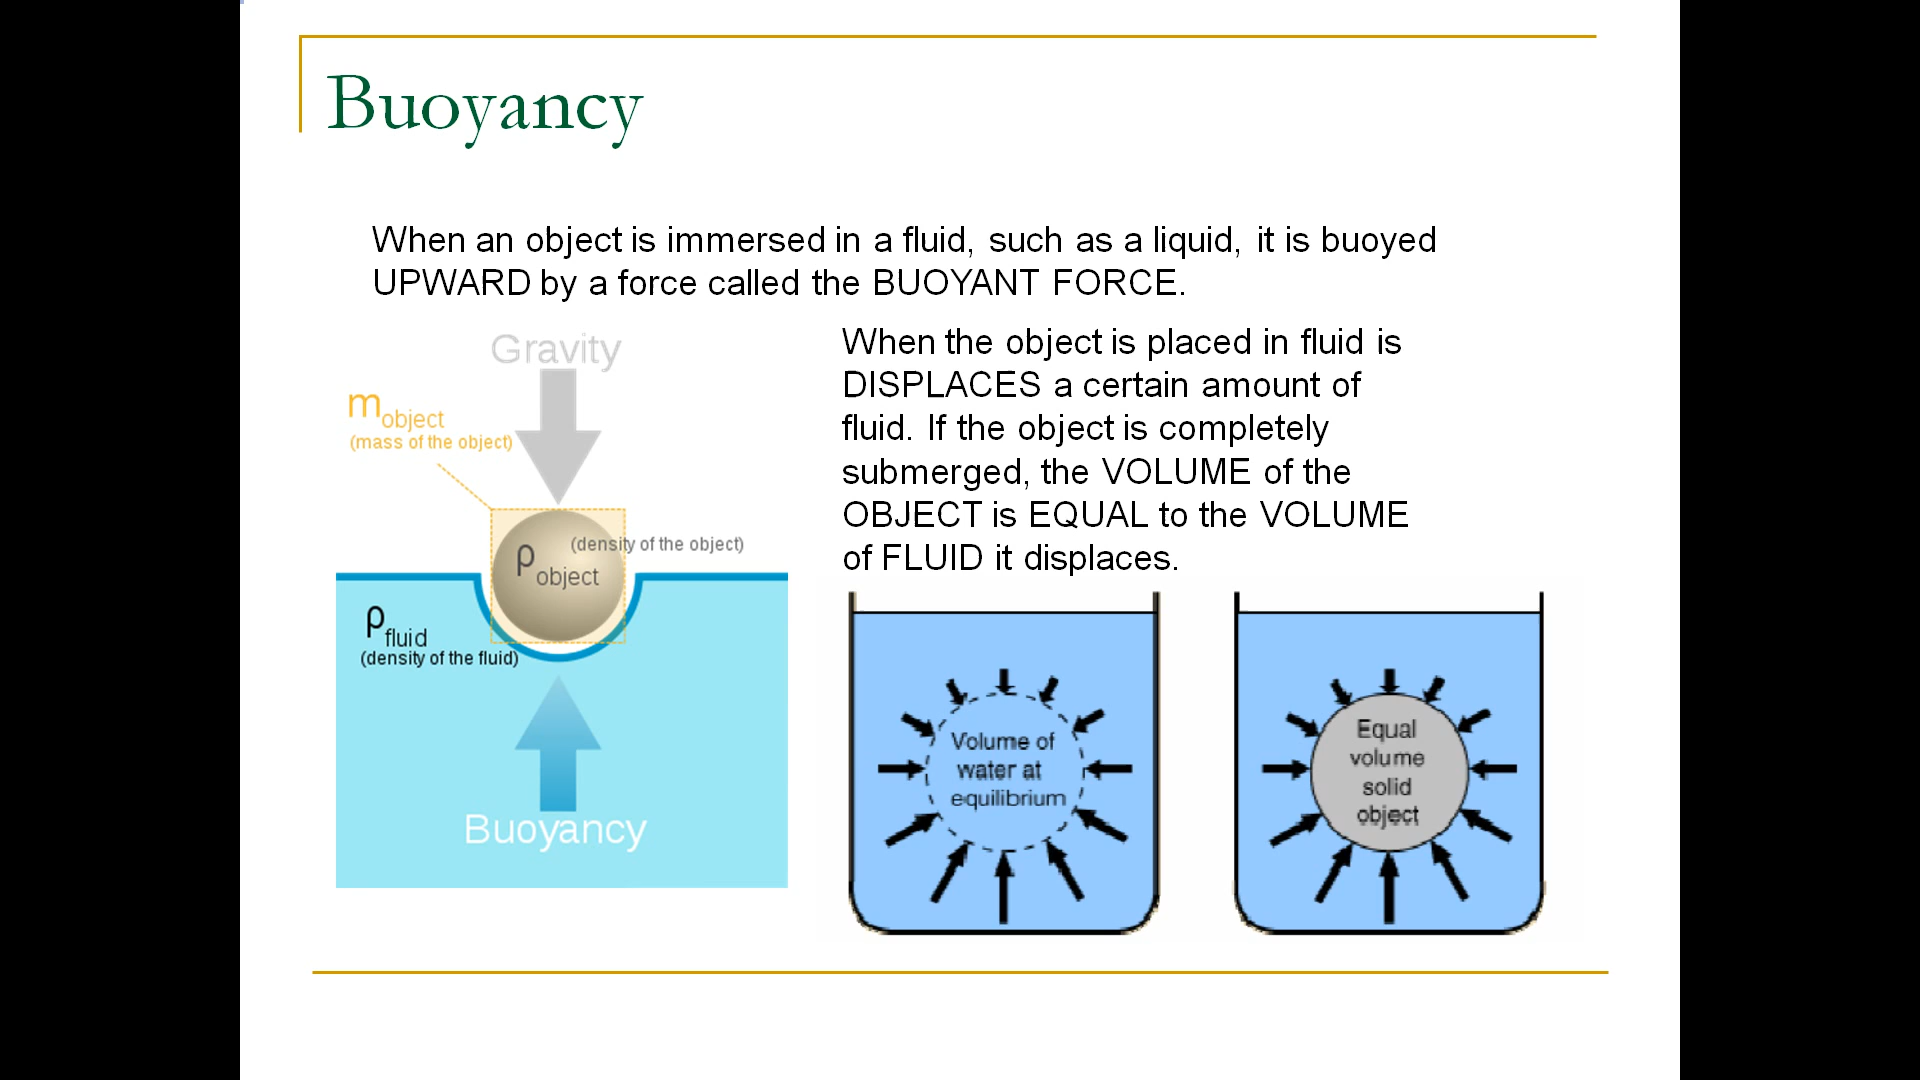 Buoyancy
When an object is immersed in a fluid, such as a liquid, it is buoyed
UPWARD by a force called the BUOYANT FORCE.
Gravity
m object
(mass of the object)
ρ object
(density of the object)
ρ fluid
(density of the fluid)
Buoyancy
When the object is placed in fluid is
DISPLACES a certain amount of
fluid. If the object is completely
submerged, the VOLUME of the
OBJECT is EQUAL to the VOLUME
of FLUID it displaces.
Volume of
water at
equilibrium
Equal
volume
solid
object